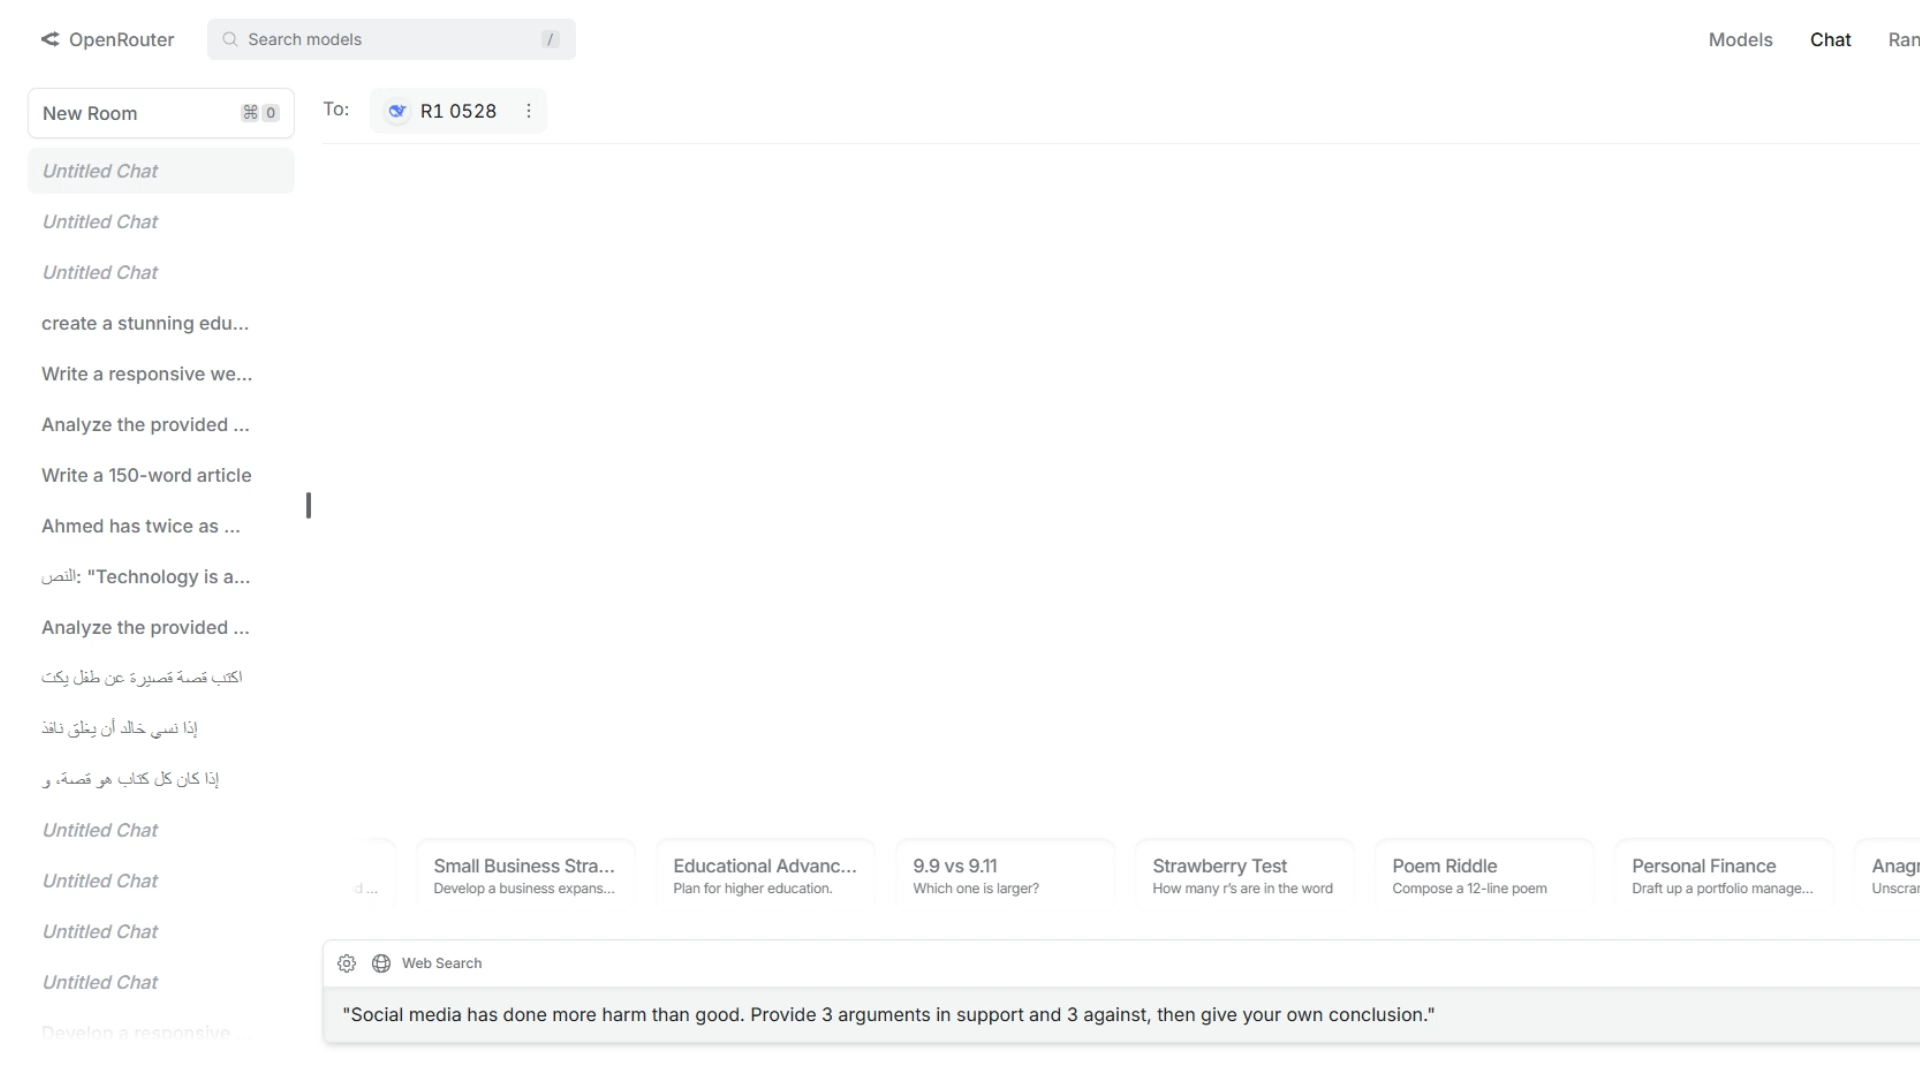 OpenRouter
Search models
/
Models
Chat
Ran
New Room
⌘ 0
To:
R1 0528
Untitled Chat
Untitled Chat
Untitled Chat
create a stunning edu...
Write a responsive we...
Analyze the provided ...
Write a 150-word article
Ahmed has twice as ...
النص: "Technology is a...
Analyze the provided ...
اكتب قصة قصيرة عن طفل يكت
إذا نسي خالد أن يغلق نافذ
إذا كان كل كتاب هو قصة، و
Untitled Chat
Untitled Chat
Untitled Chat
Untitled Chat
Develop a responsive ...
d ...
Small Business Stra...
Develop a business expans...
Educational Advanc...
Plan for higher education.
9.9 vs 9.11
Which one is larger?
Strawberry Test
How many r's are in the word
Poem Riddle
Compose a 12-line poem
Personal Finance
Draft up a portfolio manage...
Anagr
Unscran
Web Search
"Social media has done more harm than good. Provide 3 arguments in support and 3 against, then give your own conclusion."